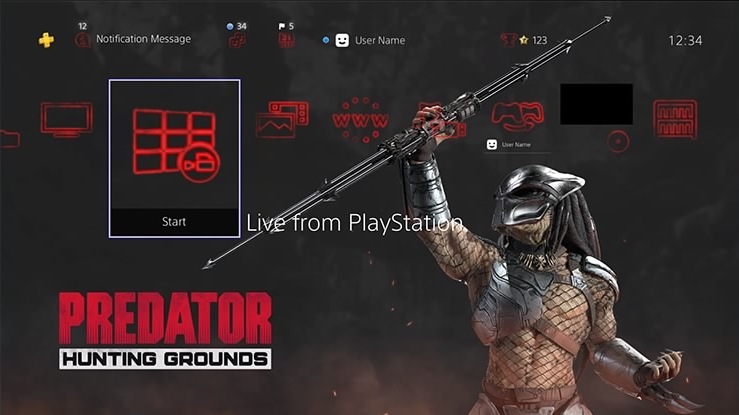 12
34
5
Notification Message
User Name
123
12:34
WWW
User Name
Start
Live from PlayStation
PREDATOR
HUNTING GROUNDS